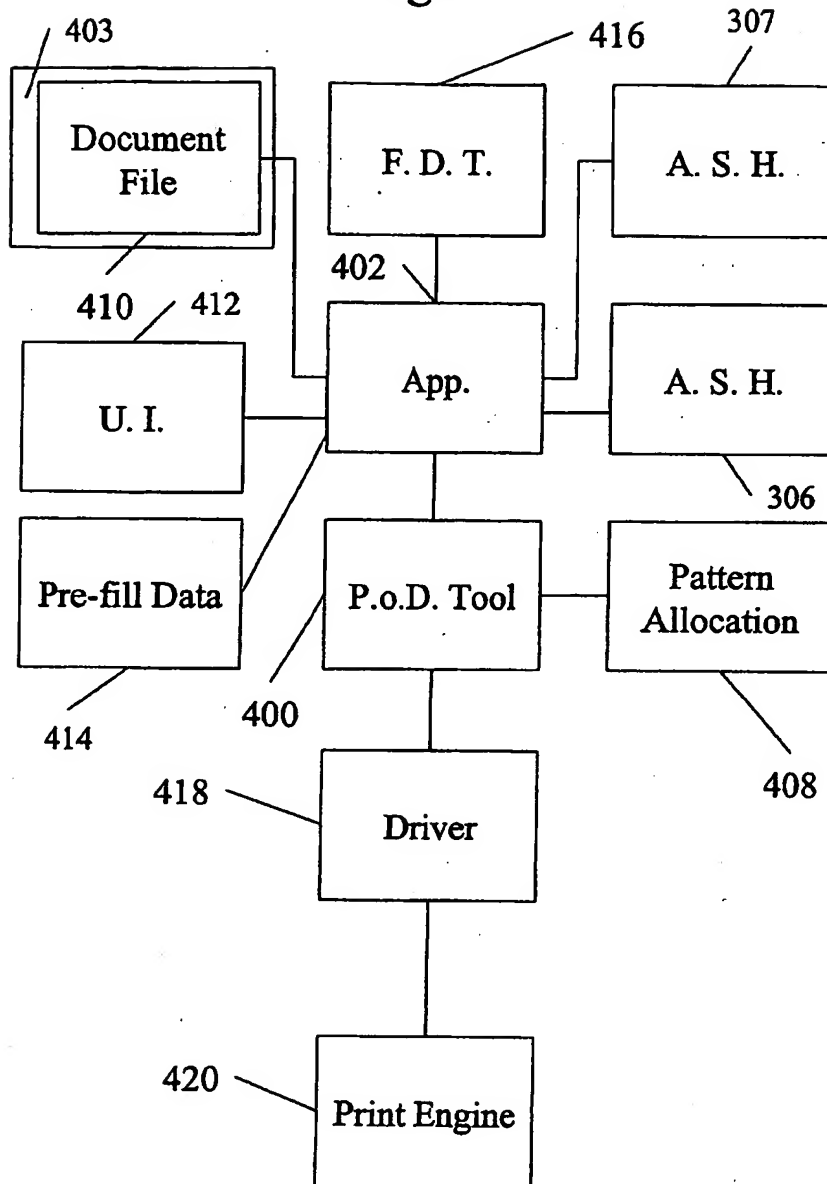 403
416
307
Document
File
F. D. T.
A. S. H.
402
410
412
App.
A. S. H.
U. I.
306
Pre-fill Data
P.o.D. Tool
Pattern
Allocation
414
400
408
418
Driver
420
Print Engine